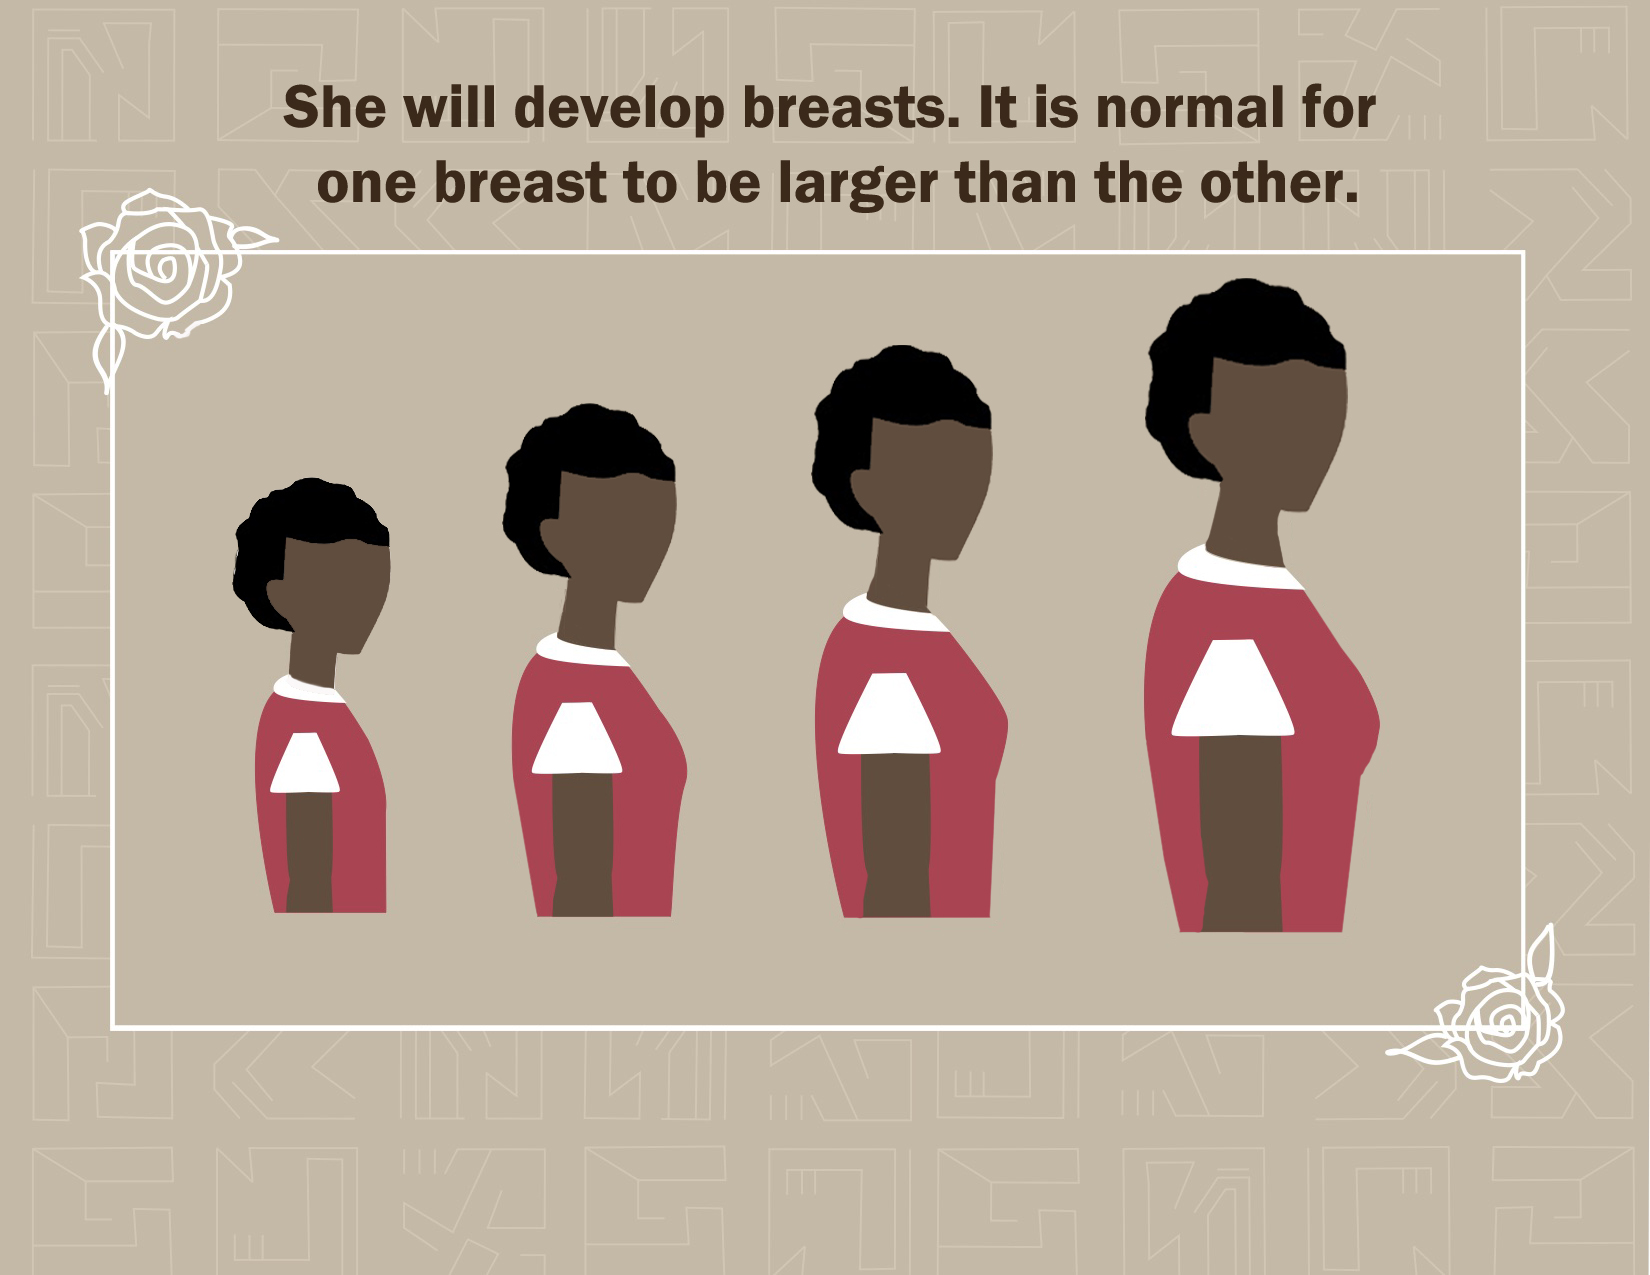 She will develop breasts. It is normal for
one breast to be larger than the other.